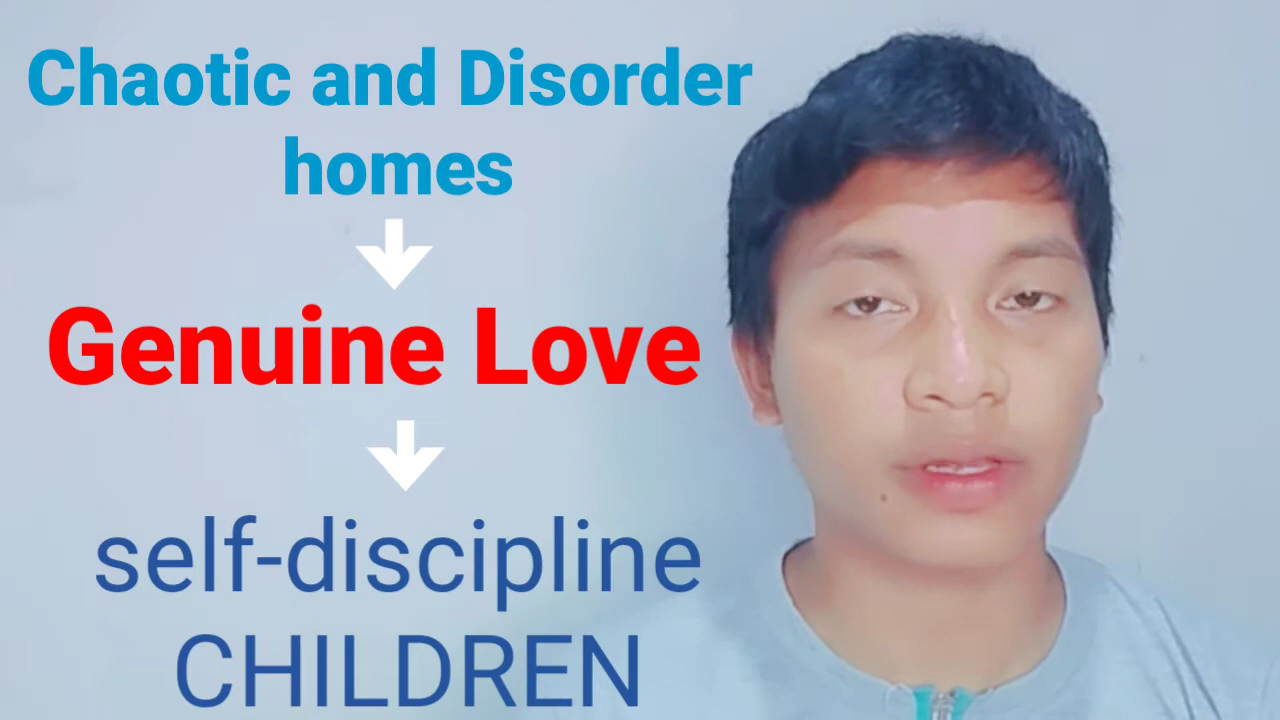 Chaotic and Disorder
homes
Genuine Love
self-discipline
CHILDREN